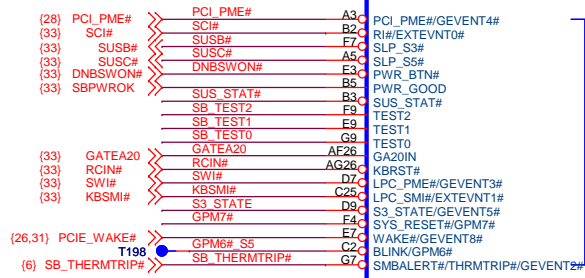 {28} PCI_PME# PCI_PME# A3 PCI_PME#/GEVENT4#
{33} SCI# SCI# B2 RI#/EXTEVNT0#
{33} SUSB# SUSB# F7 SLP_S3#
{33} SUSC# SUSC# A5 SLP_S5#
{33} DNBSWON# DNBSWON# E3 PWR_BTN#
{33} SBPWROK B5 PWR_GOOD
SUS_STAT# B3 SUS_STAT#
SB_TEST2 F9 TEST2
SB_TEST1 E9 TEST1
SB_TEST0 G9 TEST0
{33} GATEA20 GATEA20 AF26 GA20IN
{33} RCIN# RCIN# AG26 KBRST#
{33} SWI# SWI# D7 LPC_PME#/GEVENT3#
{33} KBSMI# KBSMI# C25 LPC_SMI#/EXTEVNT1#
S3_STATE D9 S3_STATE/GEVENT5#
GPM7# F4 SYS_RESET#/GPM7#
{26,31} PCIE_WAKE# E7 WAKE#/GEVENT8#
T198 GPM6#_S5 C2 BLINK/GPM6#
{6} SB_THERMTRIP# SB_THERMTRIP# G7 SMBALERT#/THRMTRIP#/GEVENT2#